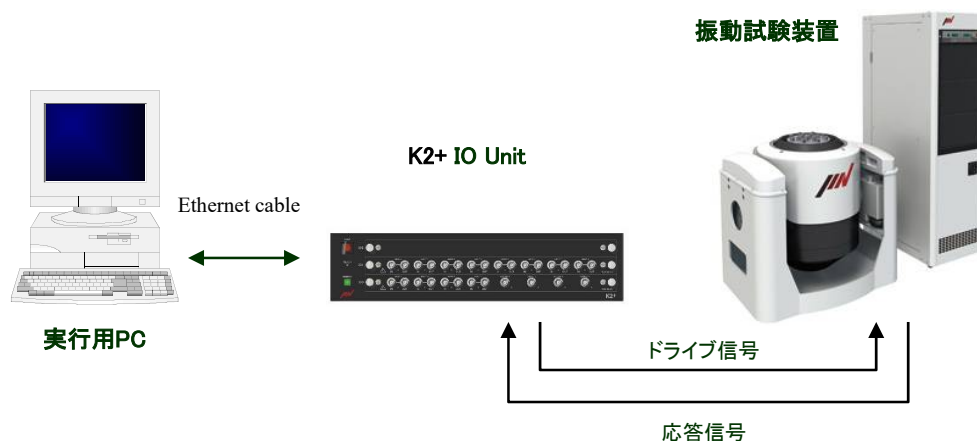 振動試験装置
K2+ IO Unit
Ethernet cable
K2+
実行用PC
ドライブ信号
応答信号